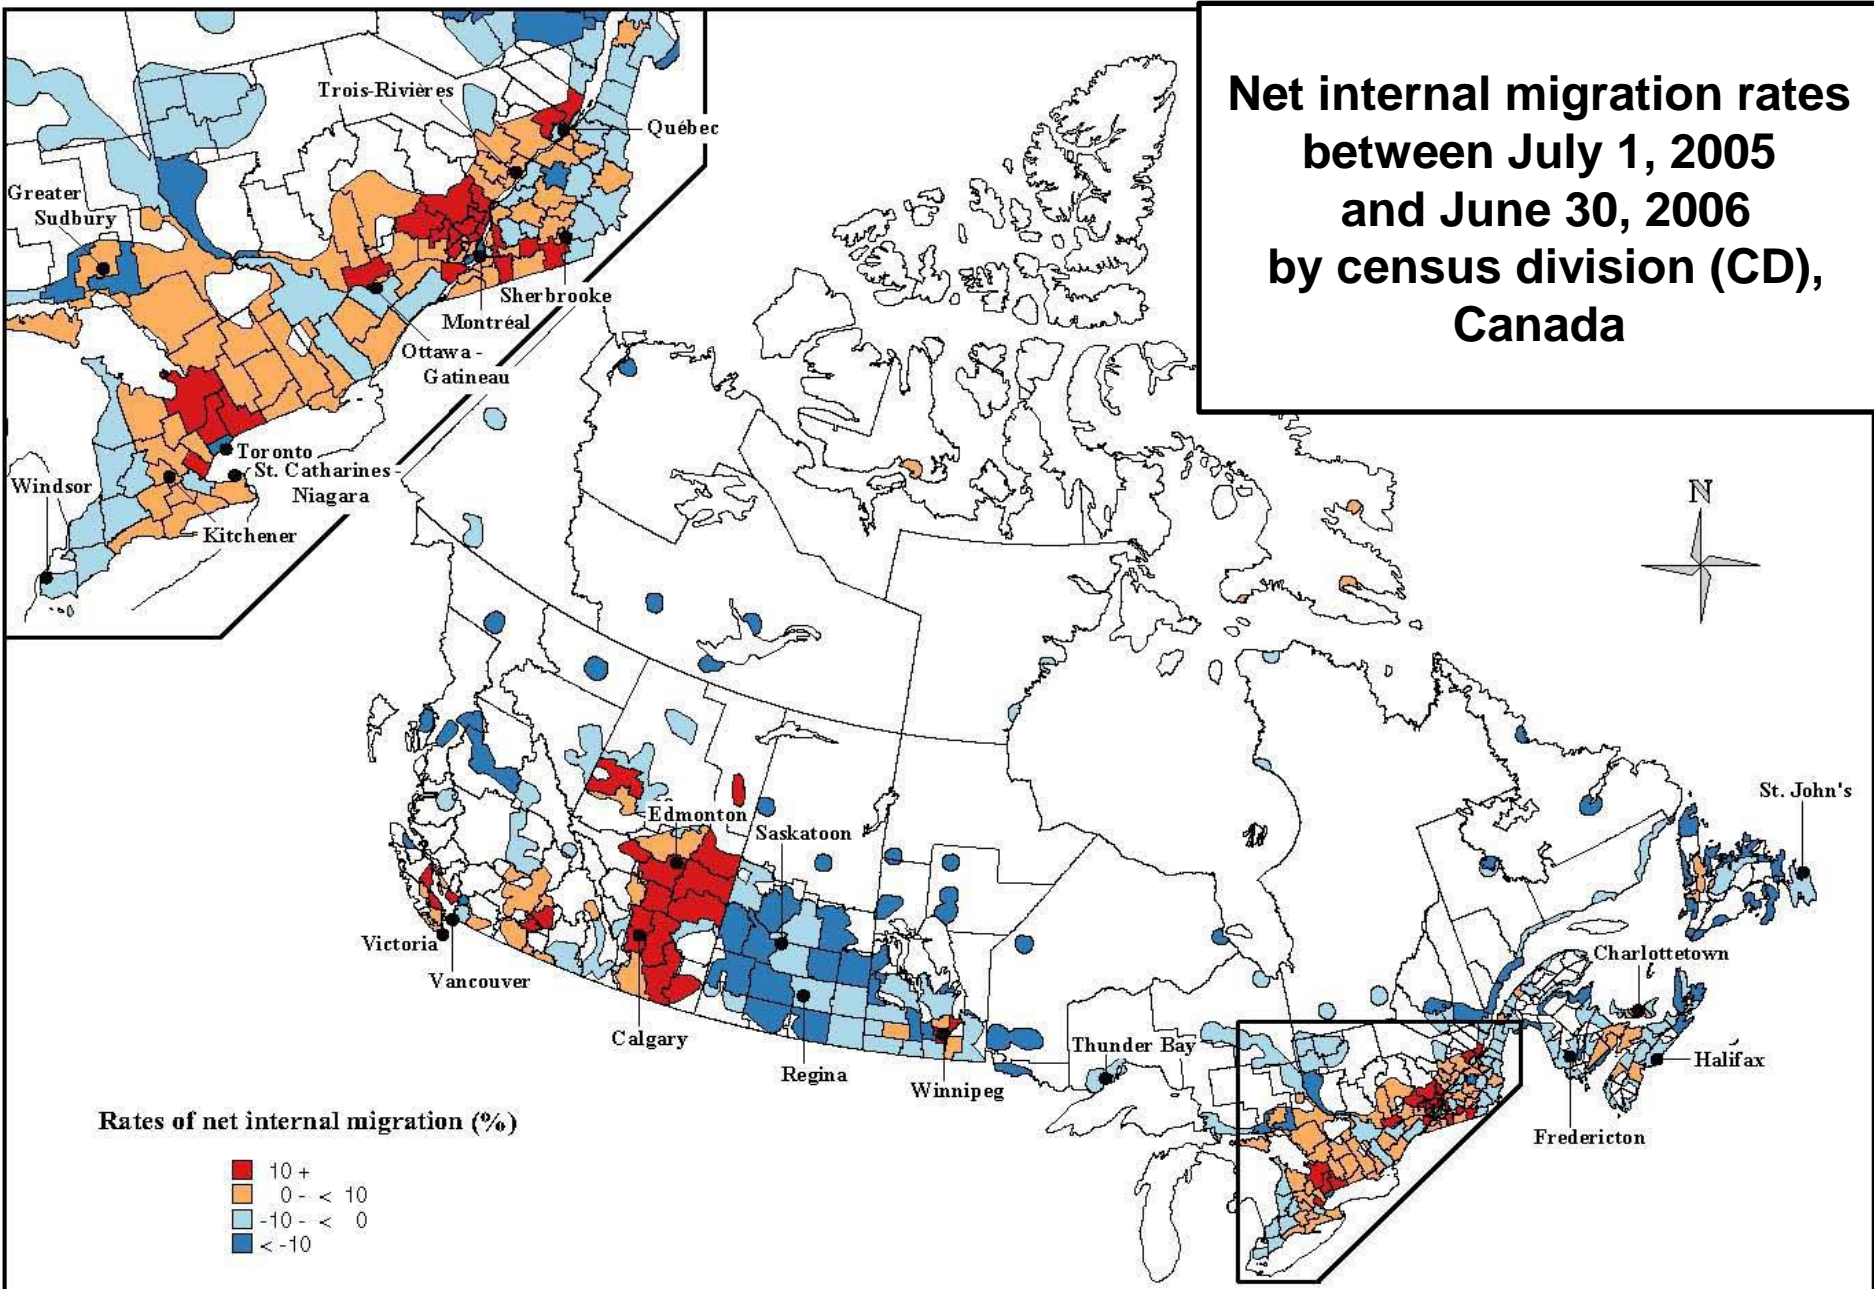 Net internal migration rates
between July 1, 2005
and June 30, 2006
by census division (CD),
Canada
Trois-Rivières
Québec
Greater
Sudbury
Sherbrooke
Montréal
Ottawa -
Gatineau
Toronto
St. Catharines -
Niagara
Windsor
Kitchener
N
Edmonton
Saskatoon
St. John's
Victoria
Vancouver
Charlottetown
Calgary
Regina
Winnipeg
Thunder Bay
Halifax
Fredericton
Rates of net internal migration (%)
10 +
0 - < 10
-10 - < 0
< -10